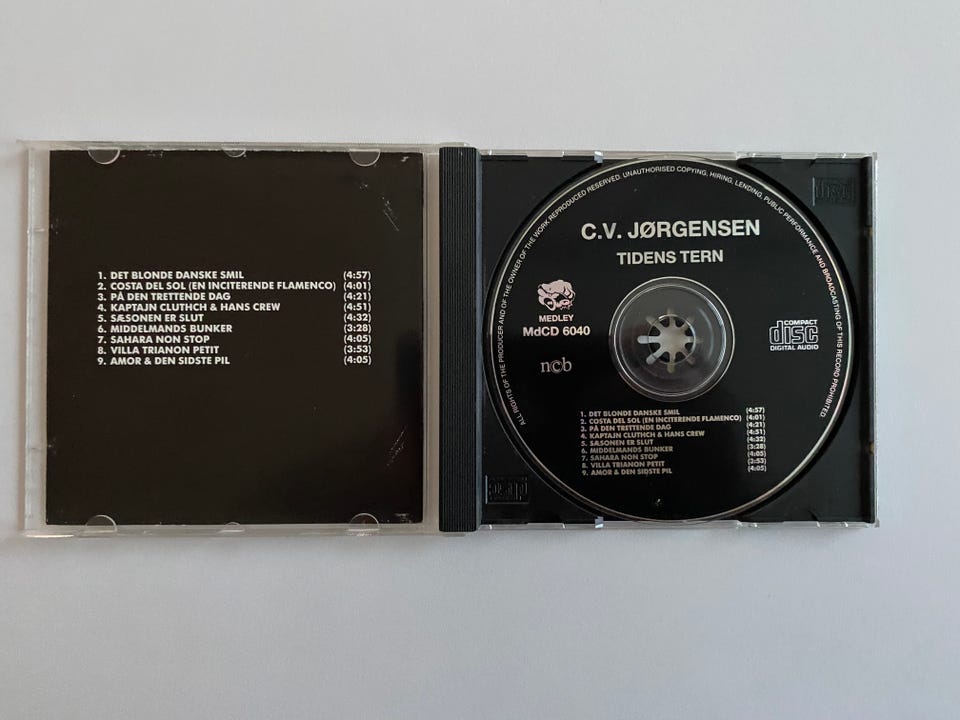 1. DET BLONDE DANSKE SMIL (4:57)
2. COSTA DEL SOL (EN INCITERENDE FLAMENCO) (4:01)
3. PÅ DEN TRETTENDE DAG (4:21)
4. KAPTAJN CLUTHCH & HANS CREW (4:51)
5. SÆSONEN ER SLUT (4:32)
6. MIDDELMANDS BUNKER (3:28)
7. SAHARA NON STOP (4:05)
8. VILLA TRIANON PETIT (3:53)
9. AMOR & DEN SIDSTE PIL (4:05)
ALL RIGHTS OF THE PRODUCER AND OF THE OWNER OF THE WORK REPRODUCED RESERVED. UNAUTHORISED COPYING, HIRING, LENDING, PUBLIC PERFORMANCE AND BROADCASTING OF THIS RECORD PROHIBITED.
C.V. JØRGENSEN
TIDENS TERN
MEDLEY
MdCD 6040
ncb
COMPACT
disc
DIGITAL AUDIO
1. DET BLONDE DANSKE SMIL (4:57)
2. COSTA DEL SOL (EN INCITERENDE FLAMENCO) (4:01)
3. PÅ DEN TRETTENDE DAG (4:21)
4. KAPTAJN CLUTHCH & HANS CREW (4:51)
5. SÆSONEN ER SLUT (4:32)
6. MIDDELMANDS BUNKER (3:28)
7. SAHARA NON STOP (4:05)
8. VILLA TRIANON PETIT (3:53)
9. AMOR & DEN SIDSTE PIL (4:05)
disc